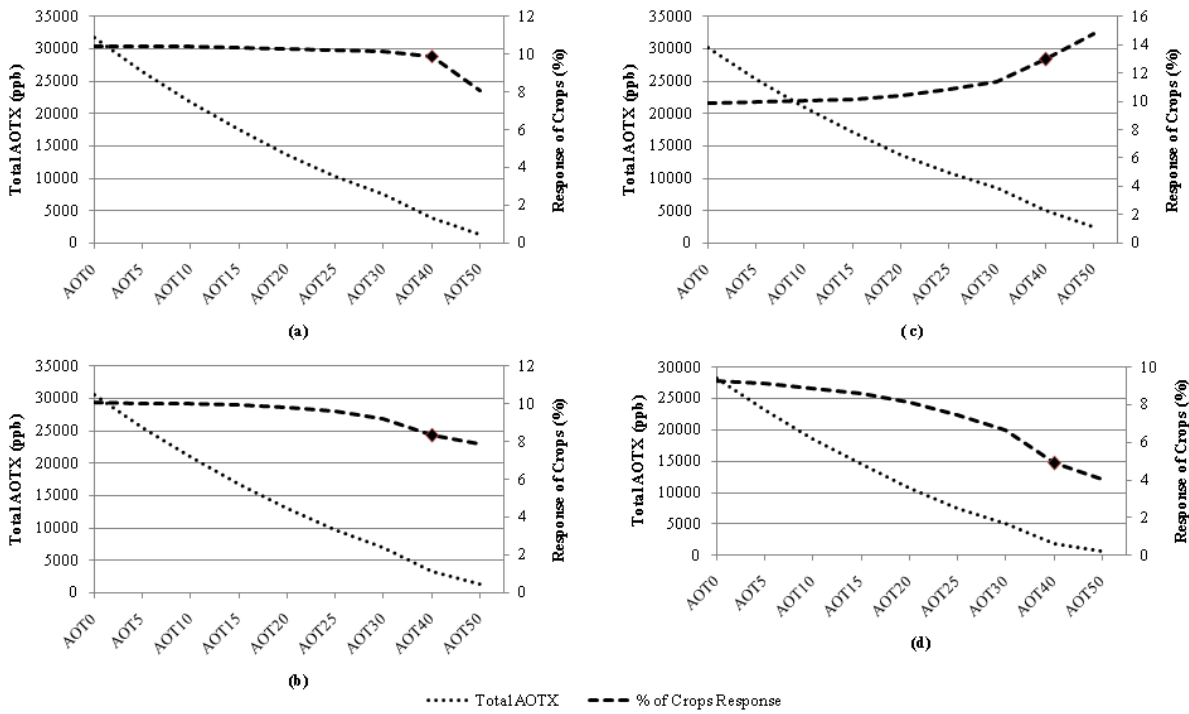 Total AOTX (ppb)
35000
30000
25000
20000
15000
10000
5000
0
12
10
8
6
4
2
0
Response of Crops (%)
AOT0
AOT5
AOT10
AOT15
AOT20
AOT25
AOT30
AOT40
AOT50
(a)
Total AOTX (ppb)
35000
30000
25000
20000
15000
10000
5000
0
16
14
12
10
8
6
4
2
0
Response of Crops (%)
AOT0
AOT5
AOT10
AOT15
AOT20
AOT25
AOT30
AOT40
AOT50
( c)
Total AOTX (ppb)
35000
30000
25000
20000
15000
10000
5000
0
12
10
8
6
4
2
0
Response of Crops (%)
AOT0
AOT5
AOT10
AOT15
AOT20
AOT25
AOT30
AOT40
AOT50
(b)
Total AOTX (ppb)
30000
25000
20000
15000
10000
5000
0
10
8
6
4
2
0
Response of Crops (%)
AOT0
AOT5
AOT10
AOT15
AOT20
AOT25
AOT30
AOT40
AOT50
(d)
Total AOTX
% of Crops Response